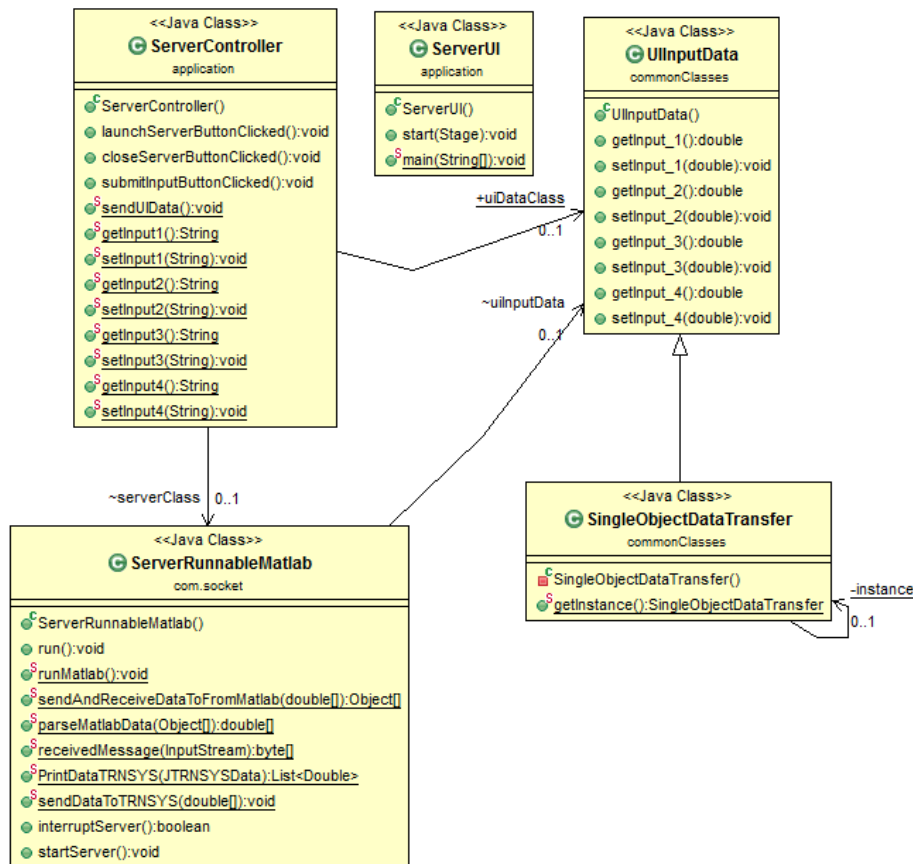 <<Java Class>>
ServerController
application
ServerController()
launchServerButtonClicked():void
closeServerButtonClicked():void
submitInputButtonClicked():void
sendUIData():void
getInput1():String
setInput1(String):void
getInput2():String
setInput2(String):void
getInput3():String
setInput3(String):void
getInput4():String
setInput4(String):void
<<Java Class>>
ServerUI
application
ServerUI()
start(Stage):void
main(String[]):void
<<Java Class>>
UIInputData
commonClasses
UIInputData()
getInput_1():double
setInput_1(double):void
getInput_2():double
setInput_2(double):void
getInput_3():double
setInput_3(double):void
getInput_4():double
setInput_4(double):void
+uiDataClass
0..1
~uiInputData
0..1
~serverClass
0..1
<<Java Class>>
ServerRunnableMatlab
com.socket
ServerRunnableMatlab()
run():void
runMatlab():void
sendAndReceiveDataToFromMatlab(double[]):Object[]
parseMatlabData(Object[]):double[]
receivedMessage(InputStream):byte[]
PrintDataTRNSYS(JTRNSYSData):List<Double>
sendDataToTRNSYS(double[]):void
interruptServer():boolean
startServer():void
<<Java Class>>
SingleObjectDataTransfer
commonClasses
SingleObjectDataTransfer()
getInstance():SingleObjectDataTransfer
-instance
0..1